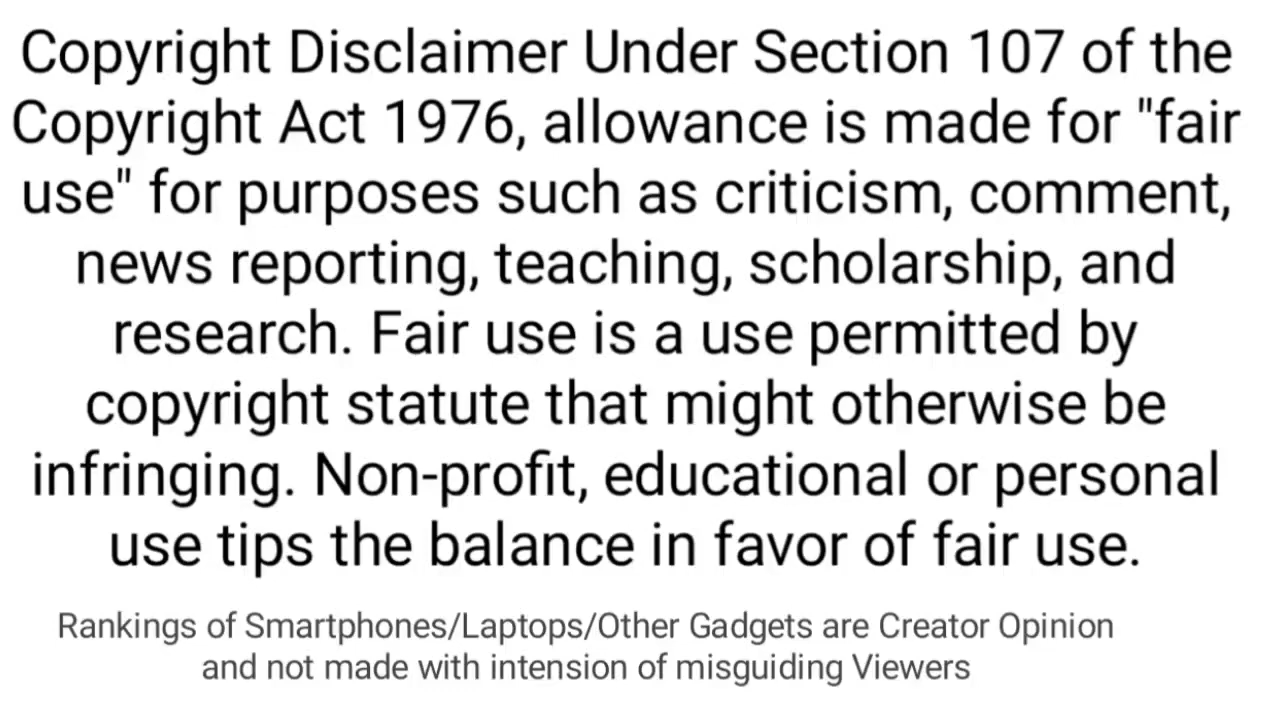 Copyright Disclaimer Under Section 107 of the
Copyright Act 1976, allowance is made for "fair
use" for purposes such as criticism, comment,
news reporting, teaching, scholarship, and
research. Fair use is a use permitted by
copyright statute that might otherwise be
infringing. Non-profit, educational or personal
use tips the balance in favor of fair use.
Rankings of Smartphones/Laptops/Other Gadgets are Creator Opinion
and not made with intension of misguiding Viewers